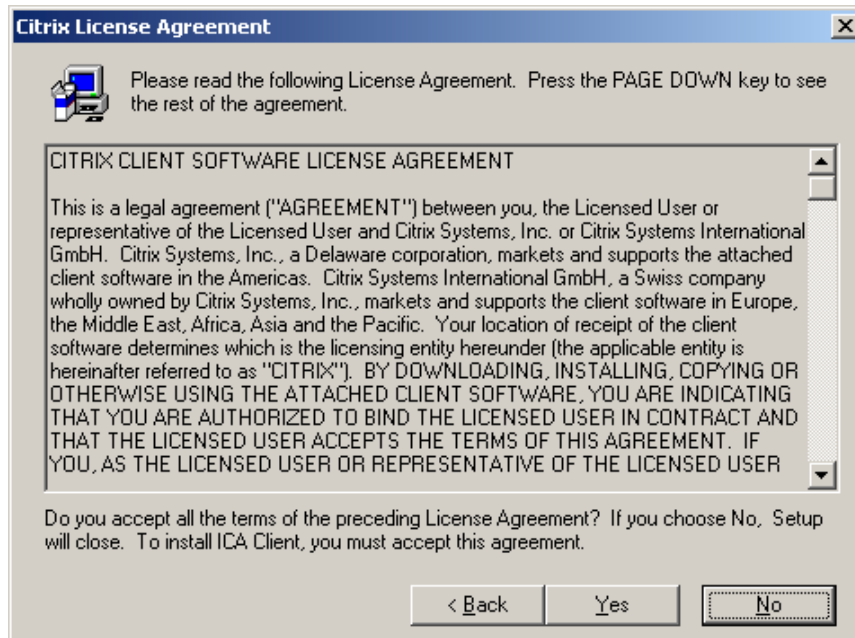 Citrix License Agreement
Please read the following License Agreement.  Press the PAGE DOWN key to see
the rest of the agreement.
CITRIX CLIENT SOFTWARE LICENSE AGREEMENT
This is a legal agreement ("AGREEMENT") between you, the Licensed User or
representative of the Licensed User and Citrix Systems, Inc. or Citrix Systems International
GmbH.  Citrix Systems, Inc., a Delaware corporation, markets and supports the attached
client software in the Americas.  Citrix Systems International GmbH, a Swiss company
wholly owned by Citrix Systems, Inc., markets and supports the client software in Europe,
the Middle East, Africa, Asia and the Pacific.  Your location of receipt of the client
software determines which is the licensing entity hereunder (the applicable entity is
hereinafter referred to as "CITRIX").  BY DOWNLOADING, INSTALLING, COPYING OR
OTHERWISE USING THE ATTACHED CLIENT SOFTWARE, YOU ARE INDICATING
THAT YOU ARE AUTHORIZED TO BIND THE LICENSED USER IN CONTRACT AND
THAT THE LICENSED USER ACCEPTS THE TERMS OF THIS AGREEMENT.  IF
YOU, AS THE LICENSED USER OR REPRESENTATIVE OF THE LICENSED USER
Do you accept all the terms of the preceding License Agreement?  If you choose No,  Setup
will close.  To install ICA Client, you must accept this agreement.
< Back
Yes
No